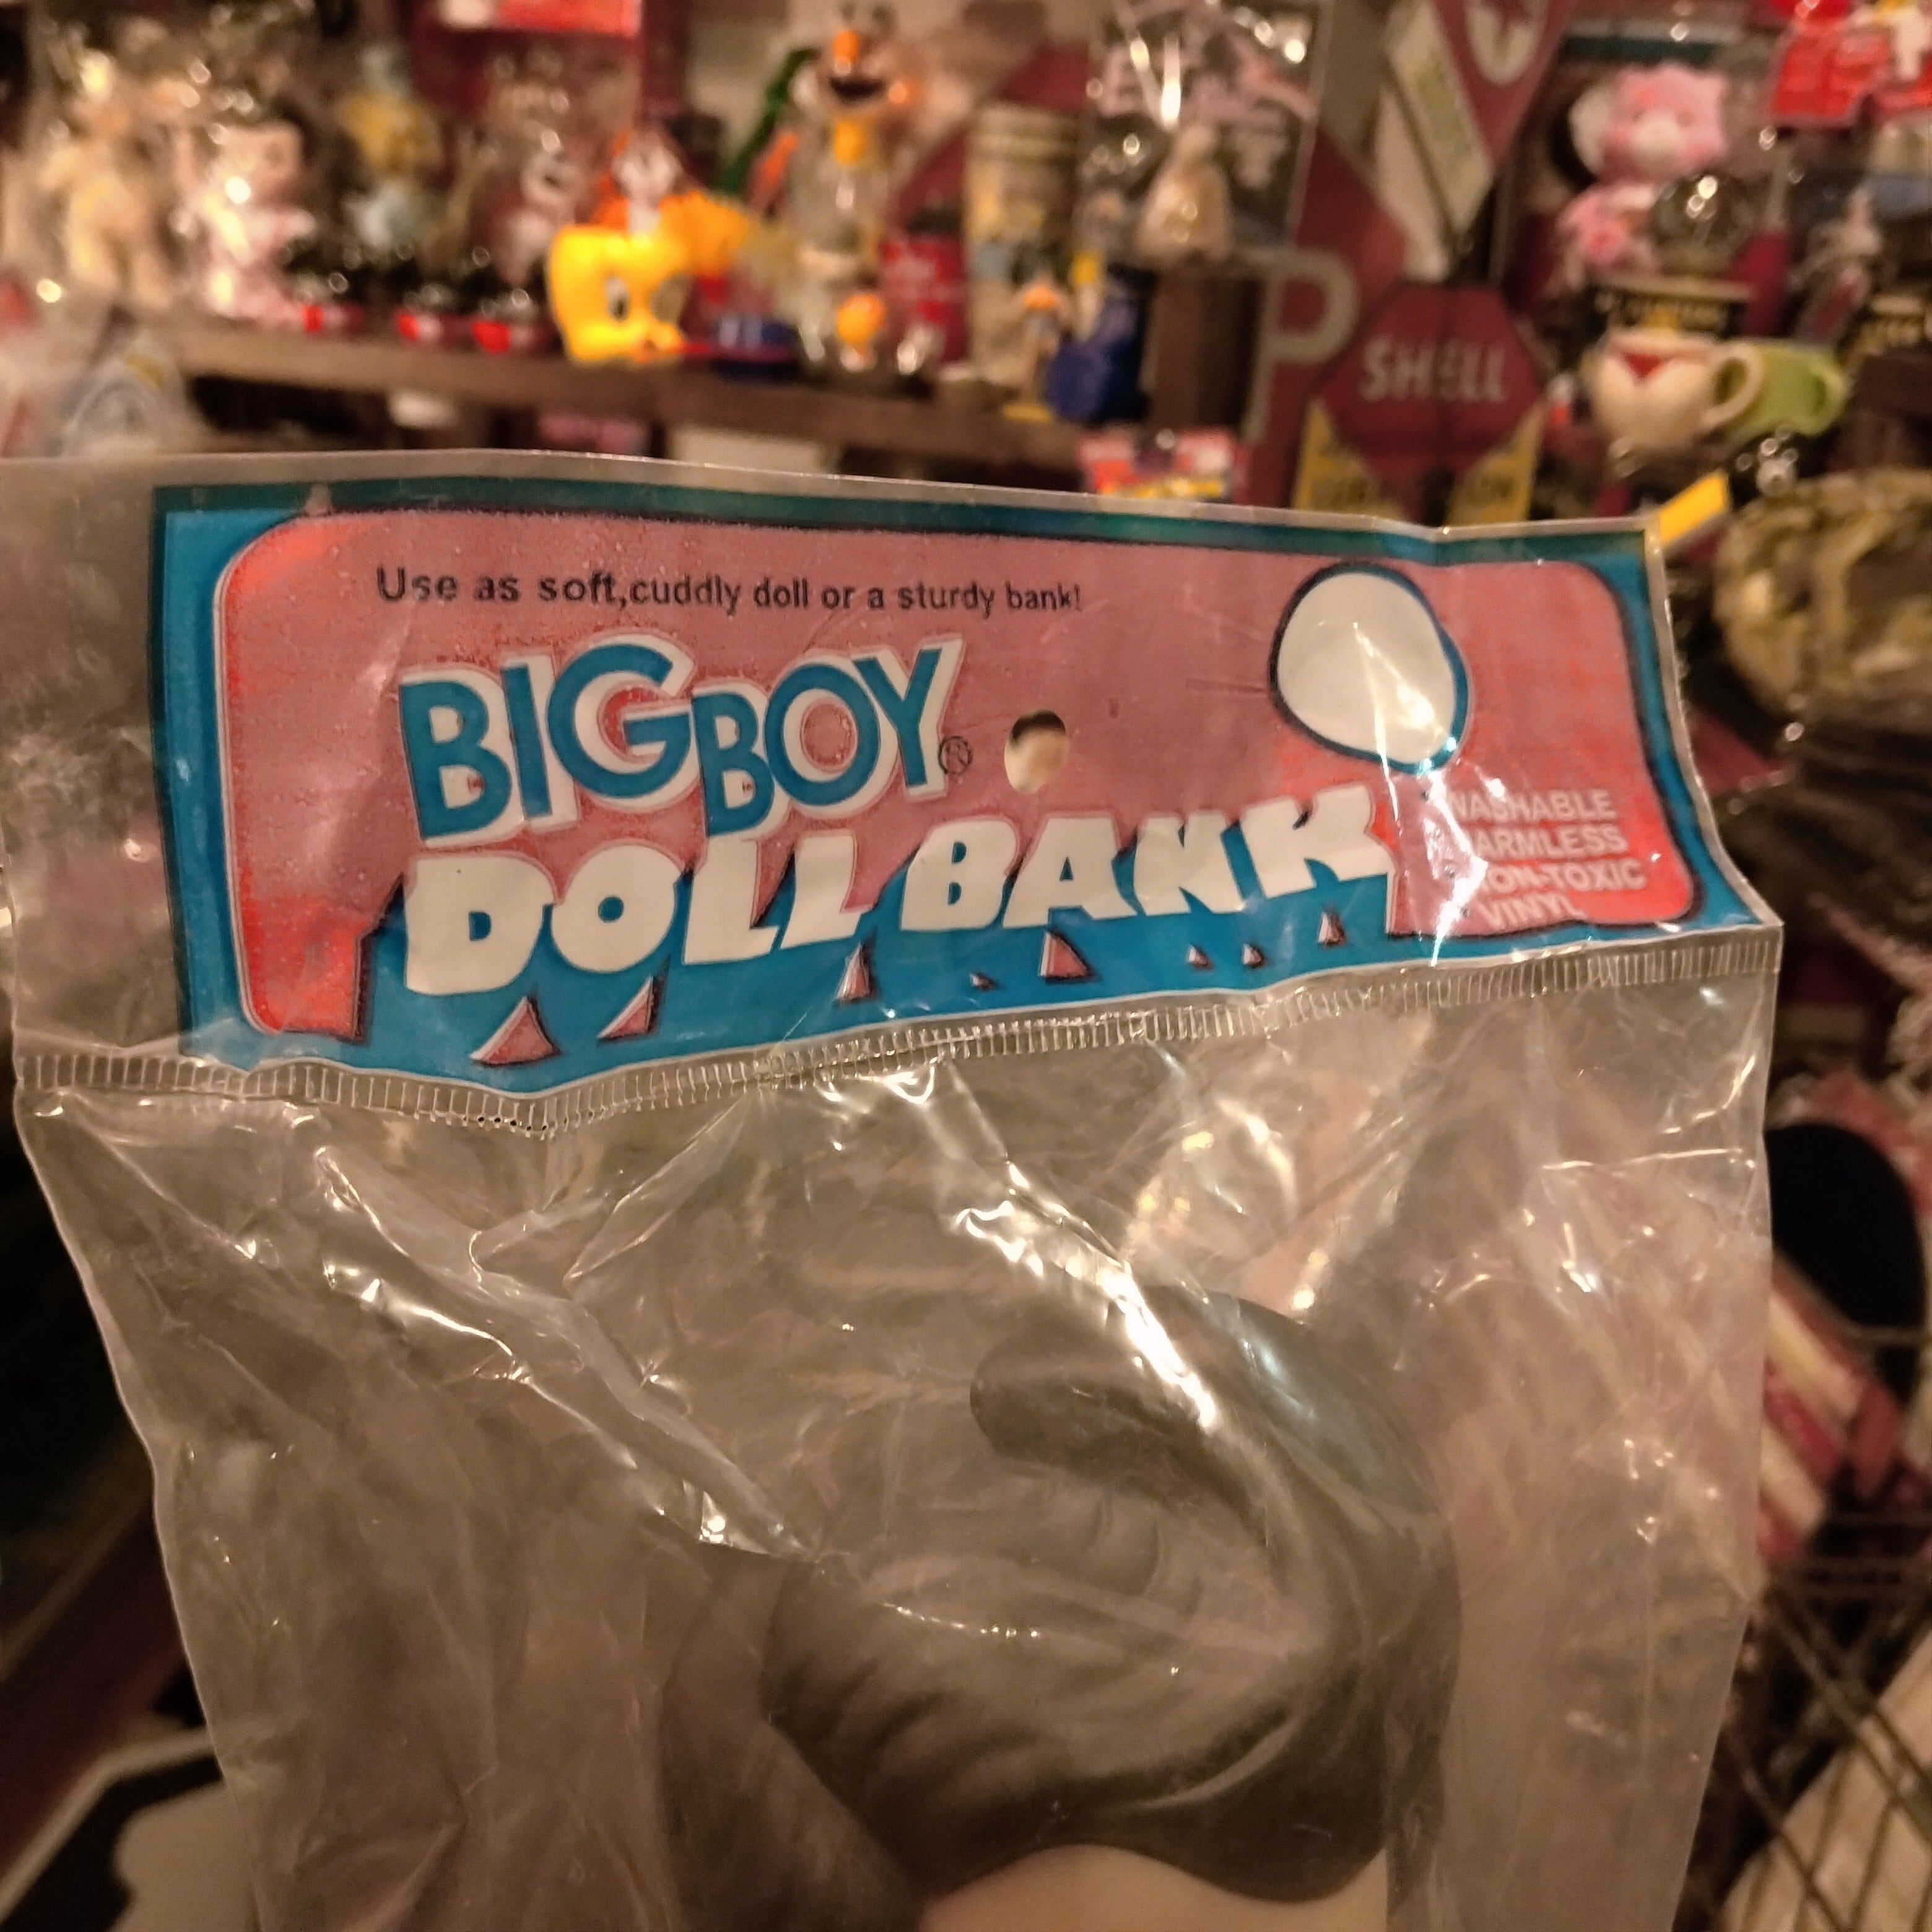 SHELL
Use as soft,cuddly doll or a sturdy bank!
BIG BOY®
DOLL BANK
WASHABLE
HARMLESS
NON-TOXIC
VINYL